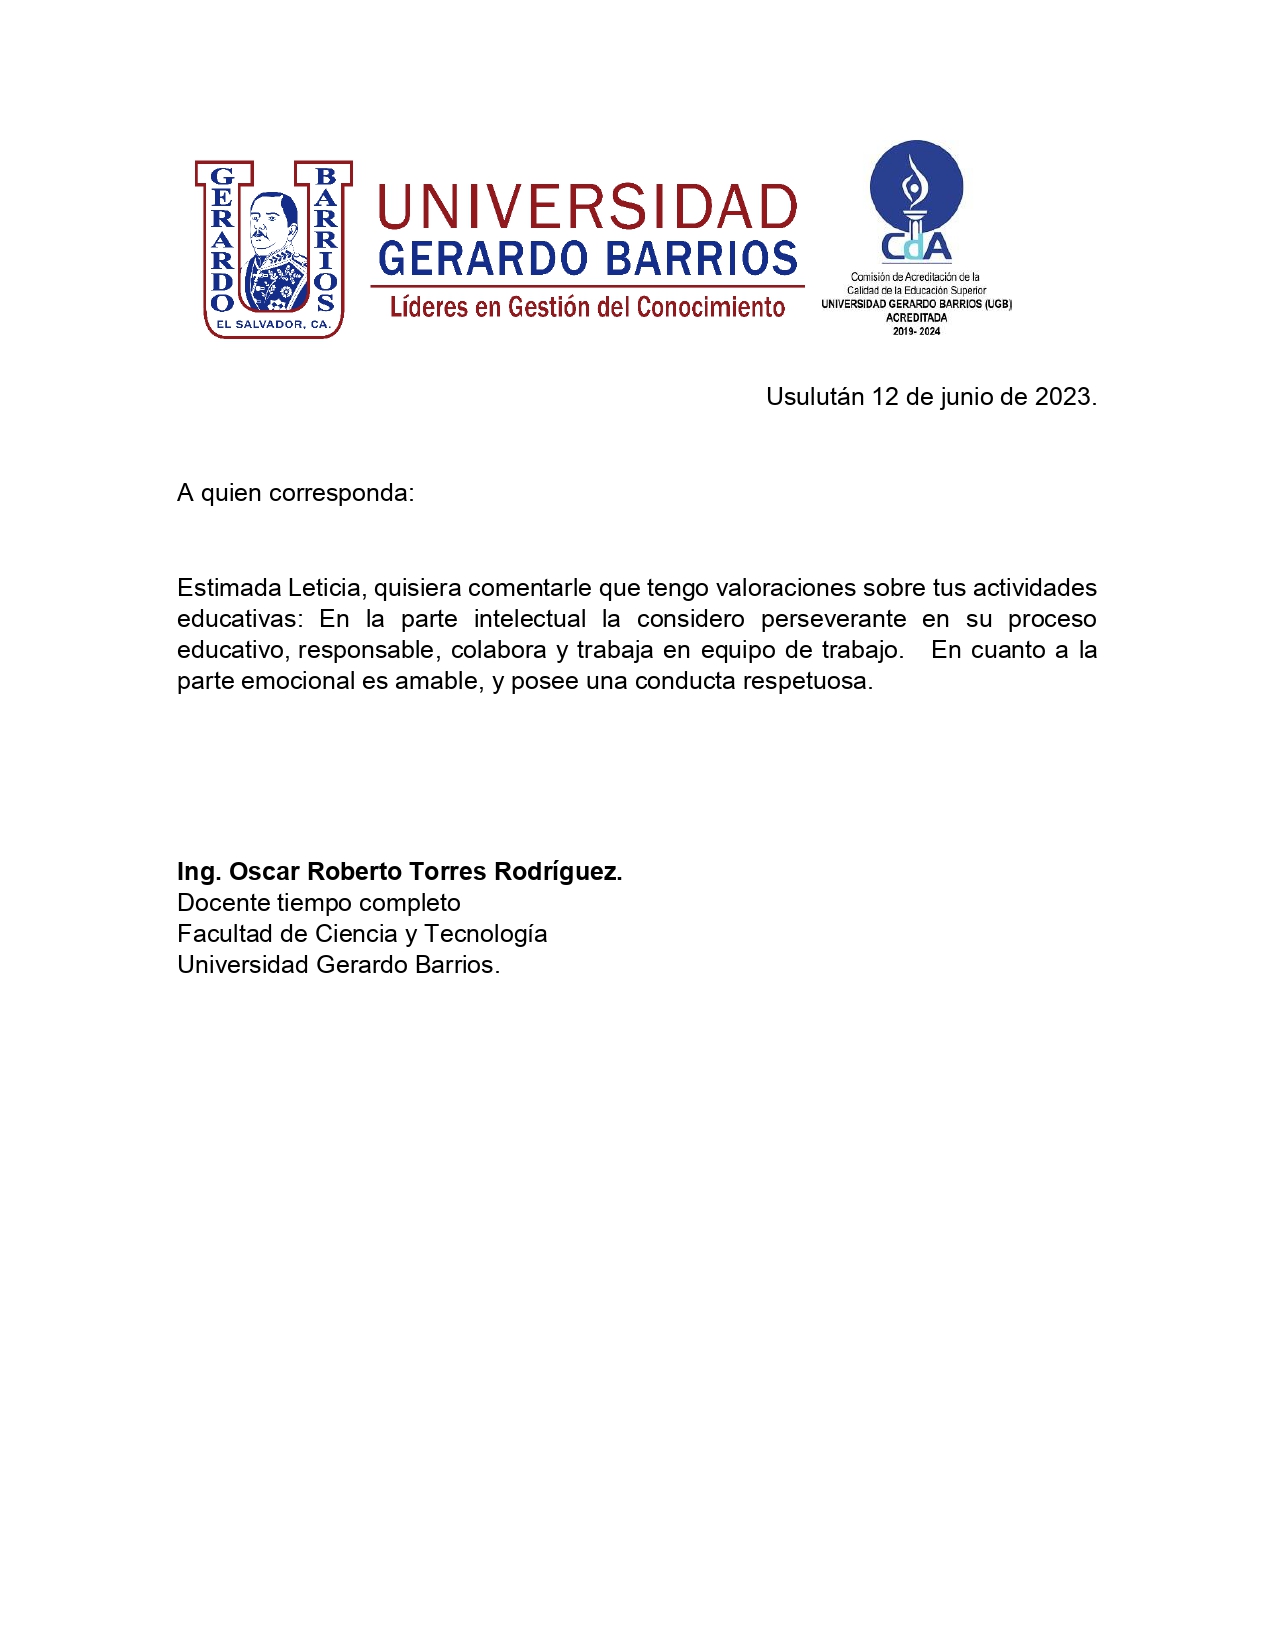 GERARDO
BARRIOS
EL SALVADOR, CA.
UNIVERSIDAD
GERARDO BARRIOS
Líderes en Gestión del Conocimiento
CdA
Comisión de Acreditación de la
Calidad de la Educación Superior
UNIVERSIDAD GERARDO BARRIOS (UGB)
ACREDITADA
2019- 2024
Usulután 12 de junio de 2023.
A quien corresponda:
Estimada Leticia, quisiera comentarle que tengo valoraciones sobre tus actividades
educativas: En la parte intelectual la considero perseverante en su proceso
educativo, responsable, colabora y trabaja en equipo de trabajo. En cuanto a la
parte emocional es amable, y posee una conducta respetuosa.
Ing. Oscar Roberto Torres Rodríguez.
Docente tiempo completo
Facultad de Ciencia y Tecnología
Universidad Gerardo Barrios.